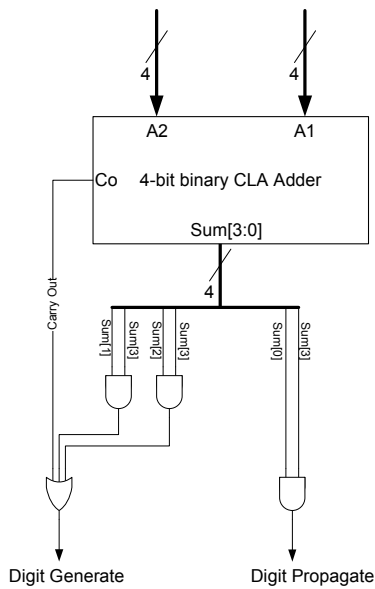 4
4
A2
A1
Co
4-bit binary CLA Adder
Sum[3:0]
4
Carry Out
Sum[1]
Sum[3]
Sum[2]
Sum[3]
Sum[0]
Sum[3]
Digit Generate
Digit Propagate